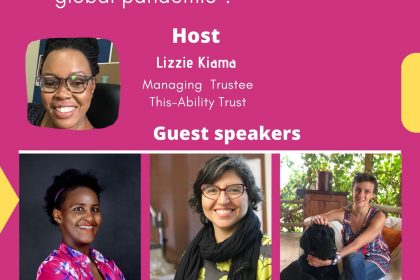 global pandemic".
Host
Lizzie Kiama
Managing Trustee
This-Ability Trust
Guest speakers